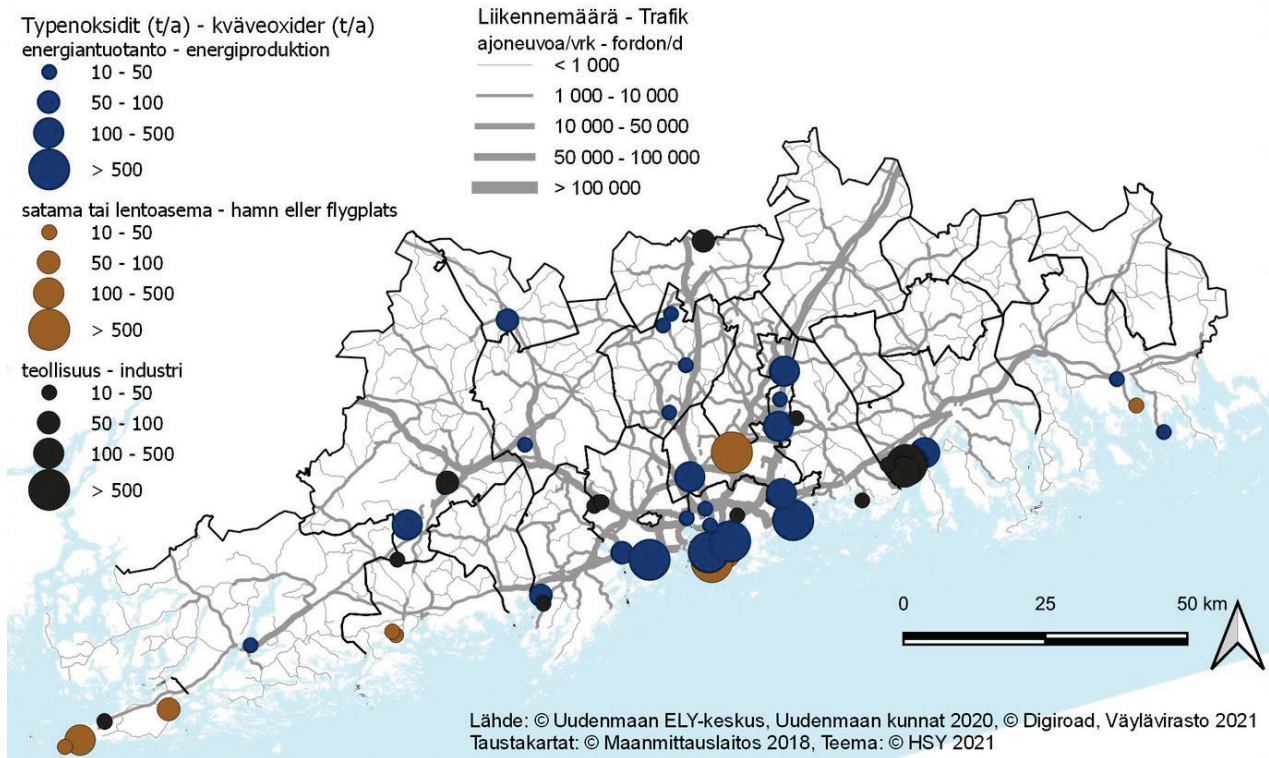 Typenoksidit (t/a) - kväveoxider (t/a)
energiantuotanto - energiproduktion
10 - 50
50 - 100
100 - 500
> 500
satama tai lentoasema - hamn eller flygplats
10 - 50
50 - 100
100 - 500
> 500
teollisuus - industri
10 - 50
50 - 100
100 - 500
> 500
Liikennemäärä - Trafik
ajoneuvoa/vrk - fordon/d
< 1 000
1 000 - 10 000
10 000 - 50 000
50 000 - 100 000
> 100 000
0 25 50 km
Lähde: © Uudenmaan ELY-keskus, Uudenmaan kunnat 2020, © Digiroad, Väylävirasto 2021
Taustakartat: © Maanmittauslaitos 2018, Teema: © HSY 2021